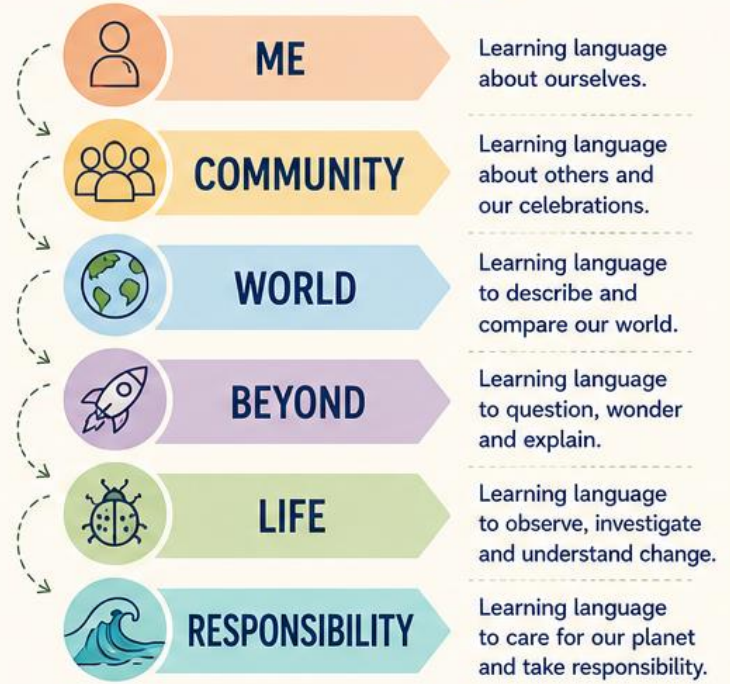 ME
Learning language
about ourselves.
COMMUNITY
Learning language
about others and
our celebrations.
WORLD
Learning language
to describe and
compare our world.
BEYOND
Learning language
to question, wonder
and explain.
LIFE
Learning language
to observe, investigate
and understand change.
RESPONSIBILITY
Learning language
to care for our planet
and take responsibility.